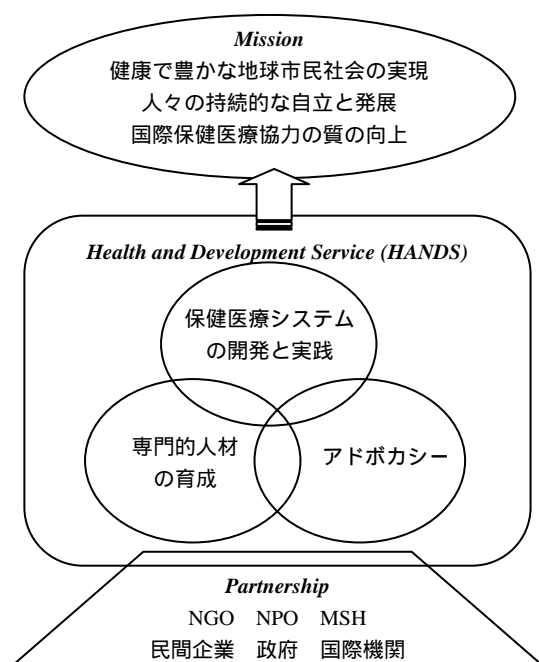 Mission
健康で豊かな地球市民社会の実現
人々の持続的な自立と発展
国際保健医療協力の質の向上
Health and Development Service (HANDS)
保健医療システム
の開発と実践
専門的人材
の育成
アドボカシー
Partnership
NGO NPO MSH
民間企業 政府 国際機関